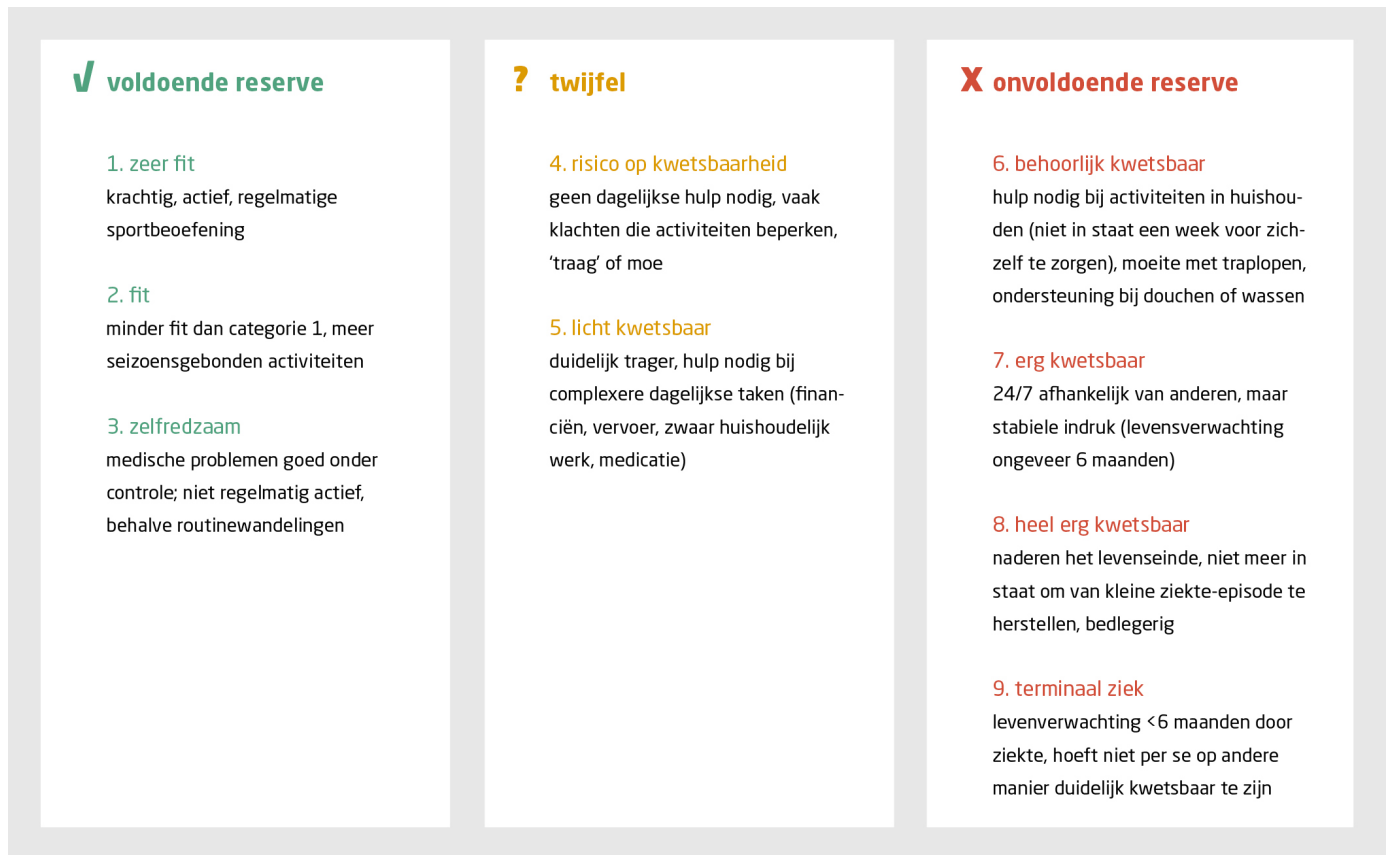 √ voldoende reserve
1. zeer fit
krachtig, actief, regelmatige
sportbeoefening
2. fit
minder fit dan categorie 1, meer
seizoensgebonden activiteiten
3. zelfredzaam
medische problemen goed onder
controle; niet regelmatig actief,
behalve routinewandelingen
? twijfel
4. risico op kwetsbaarheid
geen dagelijkse hulp nodig, vaak
klachten die activiteiten beperken,
‘traag’ of moe
5. licht kwetsbaar
duidelijk trager, hulp nodig bij
complexere dagelijkse taken (finan-
ciën, vervoer, zwaar huishoudelijk
werk, medicatie)
X onvoldoende reserve
6. behoorlijk kwetsbaar
hulp nodig bij activiteiten in huishou-
den (niet in staat een week voor zich-
zelf te zorgen), moeite met traplopen,
ondersteuning bij douchen of wassen
7. erg kwetsbaar
24/7 afhankelijk van anderen, maar
stabiele indruk (levensverwachting
ongeveer 6 maanden)
8. heel erg kwetsbaar
naderen het levenseinde, niet meer in
staat om van kleine ziekte-episode te
herstellen, bedlegerig
9. terminaal ziek
levenverwachting <6 maanden door
ziekte, hoeft niet per se op andere
manier duidelijk kwetsbaar te zijn